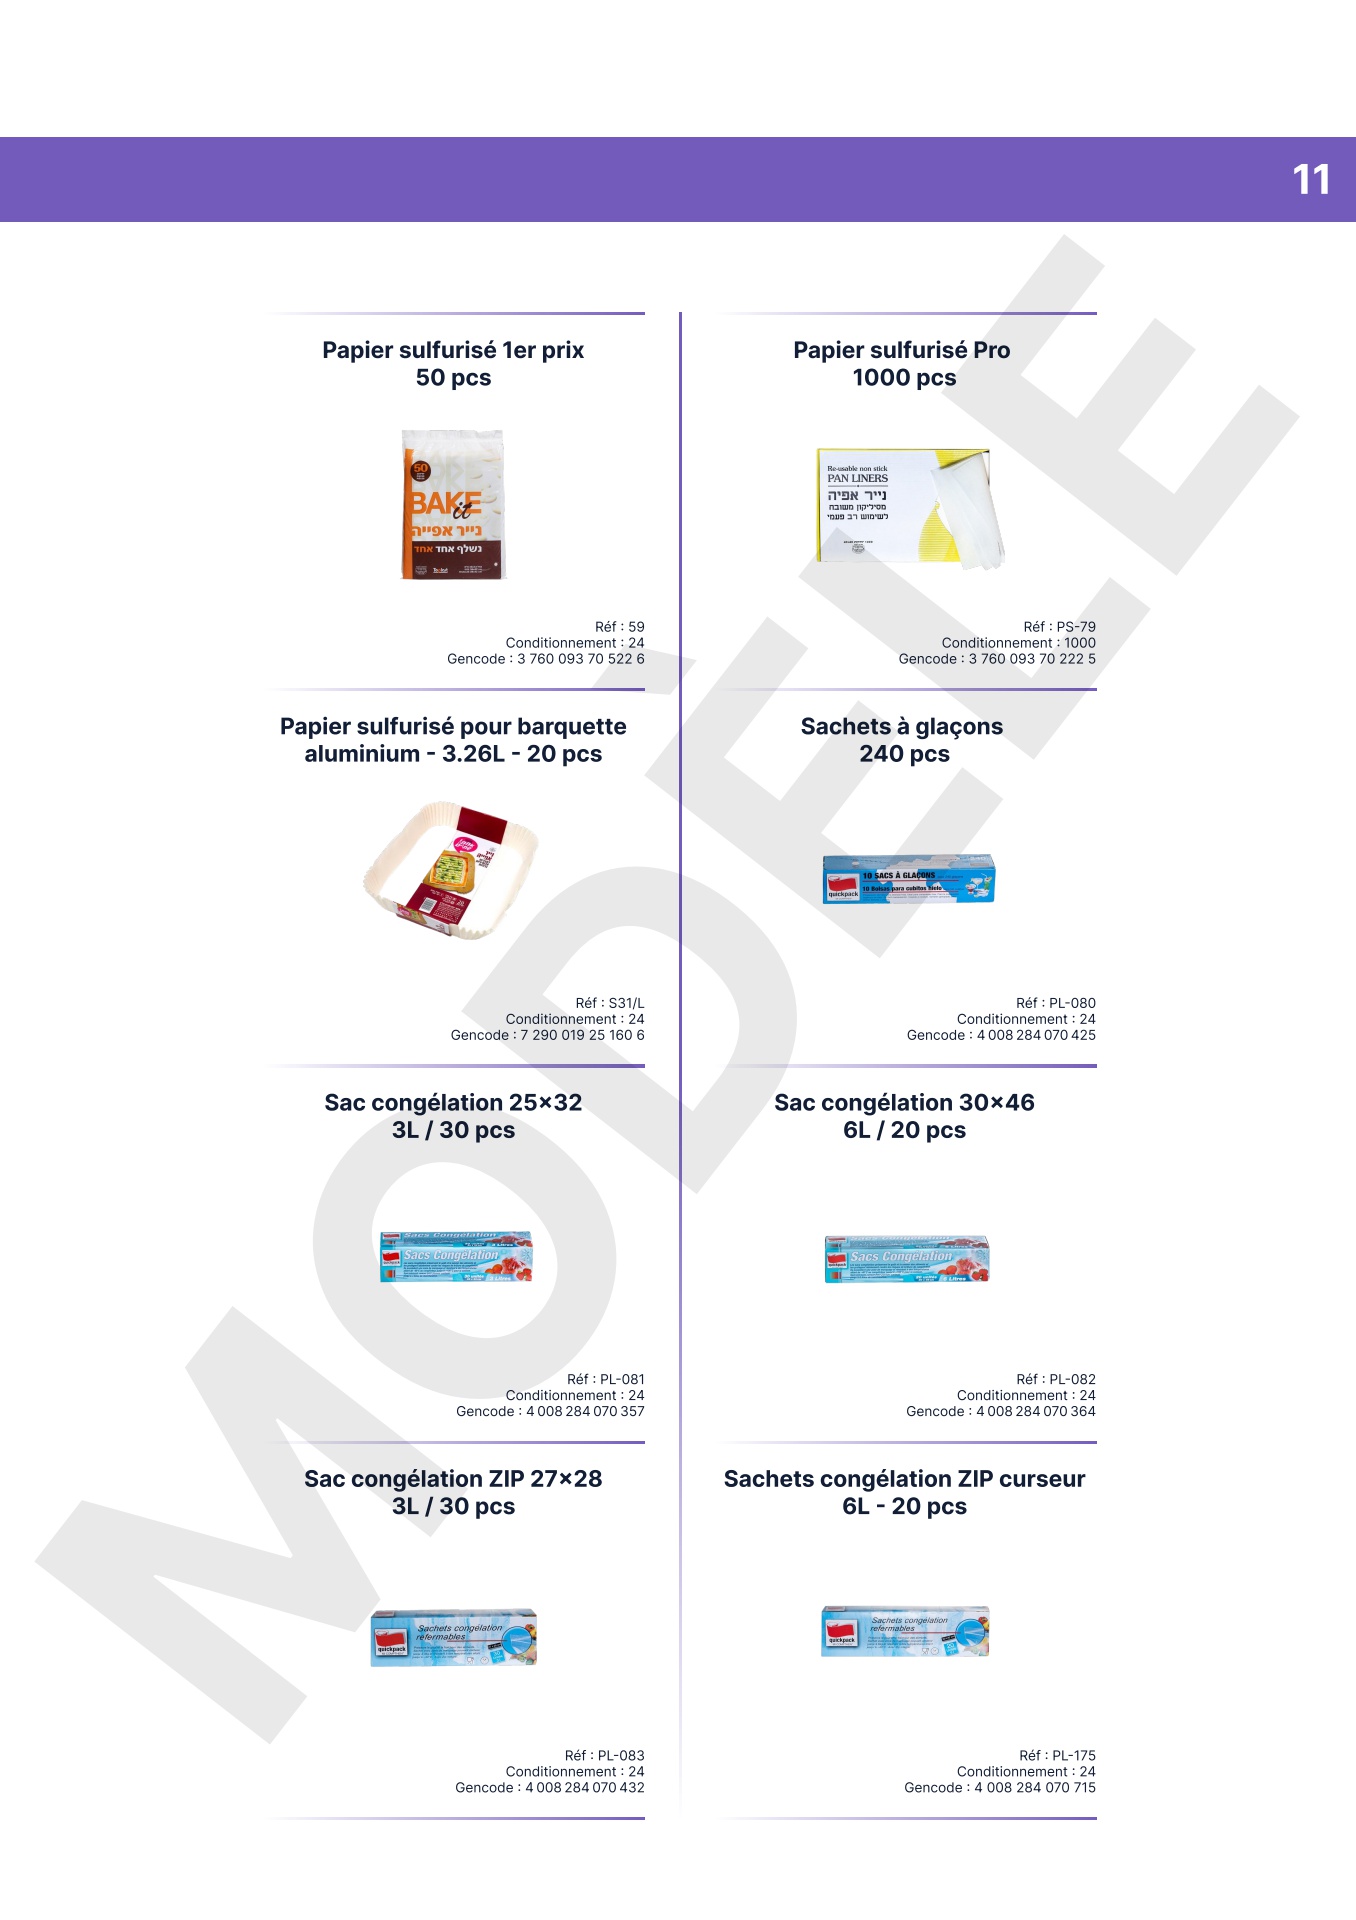 11
Papier sulfurisé 1er prix
50 pcs
50
BAKE
it
נייר אפייה
נשלף אחד אחד
Réf : 59
Conditionnement : 24
Gencode : 3 760 093 70 522 6
Papier sulfurisé Pro
1000 pcs
Re-usable non stick
PAN LINERS
נייר אפיה
מסיליקון משובח
לשימוש רב פעמי
Réf : PS-79
Conditionnement : 1000
Gencode : 3 760 093 70 222 5
Papier sulfurisé pour barquette
aluminium - 3.26L - 20 pcs
Réf : S31/L
Conditionnement : 24
Gencode : 7 290 019 25 160 6
Sachets à glaçons
240 pcs
10 SACS À GLAÇONS
10 Bolsas para cubitos hielo
quickpack
Réf : PL-080
Conditionnement : 24
Gencode : 4 008 284 070 425
Sac congélation 25×32
3L / 30 pcs
Sacs Congélation
Sacs Congélation
3 Litres
Réf : PL-081
Conditionnement : 24
Gencode : 4 008 284 070 357
Sac congélation 30×46
6L / 20 pcs
Sacs Congélation
6 Litres
Réf : PL-082
Conditionnement : 24
Gencode : 4 008 284 070 364
Sac congélation ZIP 27×28
3L / 30 pcs
Sachets congélation
refermables
quickpack
Réf : PL-083
Conditionnement : 24
Gencode : 4 008 284 070 432
Sachets congélation ZIP curseur
6L - 20 pcs
Sachets congélation
refermables
quickpack
Réf : PL-175
Conditionnement : 24
Gencode : 4 008 284 070 715
MODÈLE